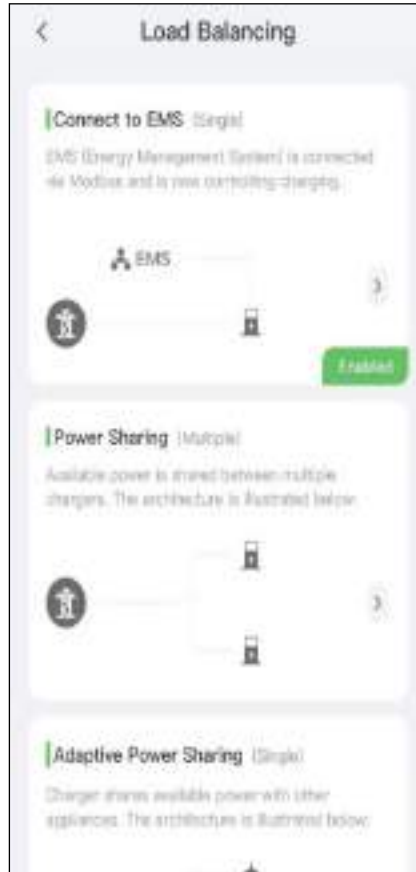 Load Balancing
Connect to EMS (Single)
EMS (Energy Management System) is connected
via Modbus and is now controlling charging.
EMS
Enabled
Power Sharing (Multiple)
Available power is shared between multiple
chargers. The architecture is illustrated below:
Adaptive Power Sharing (Single)
Charger shares available power with other
appliances. The architecture is illustrated below: